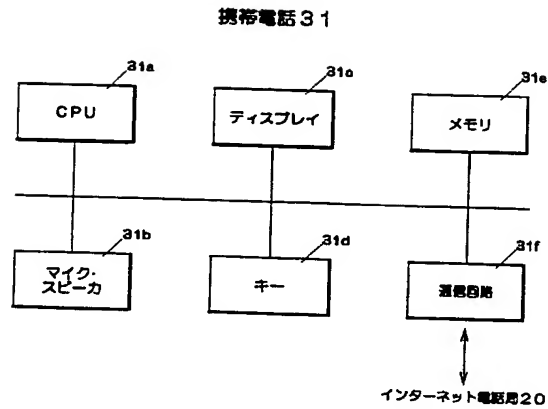 携帯電話31
31a
CPU
31c
ディスプレイ
31e
メモリ
31b
マイク・
スピーカ
31d
キー
31f
通信回路
インターネット電話局20